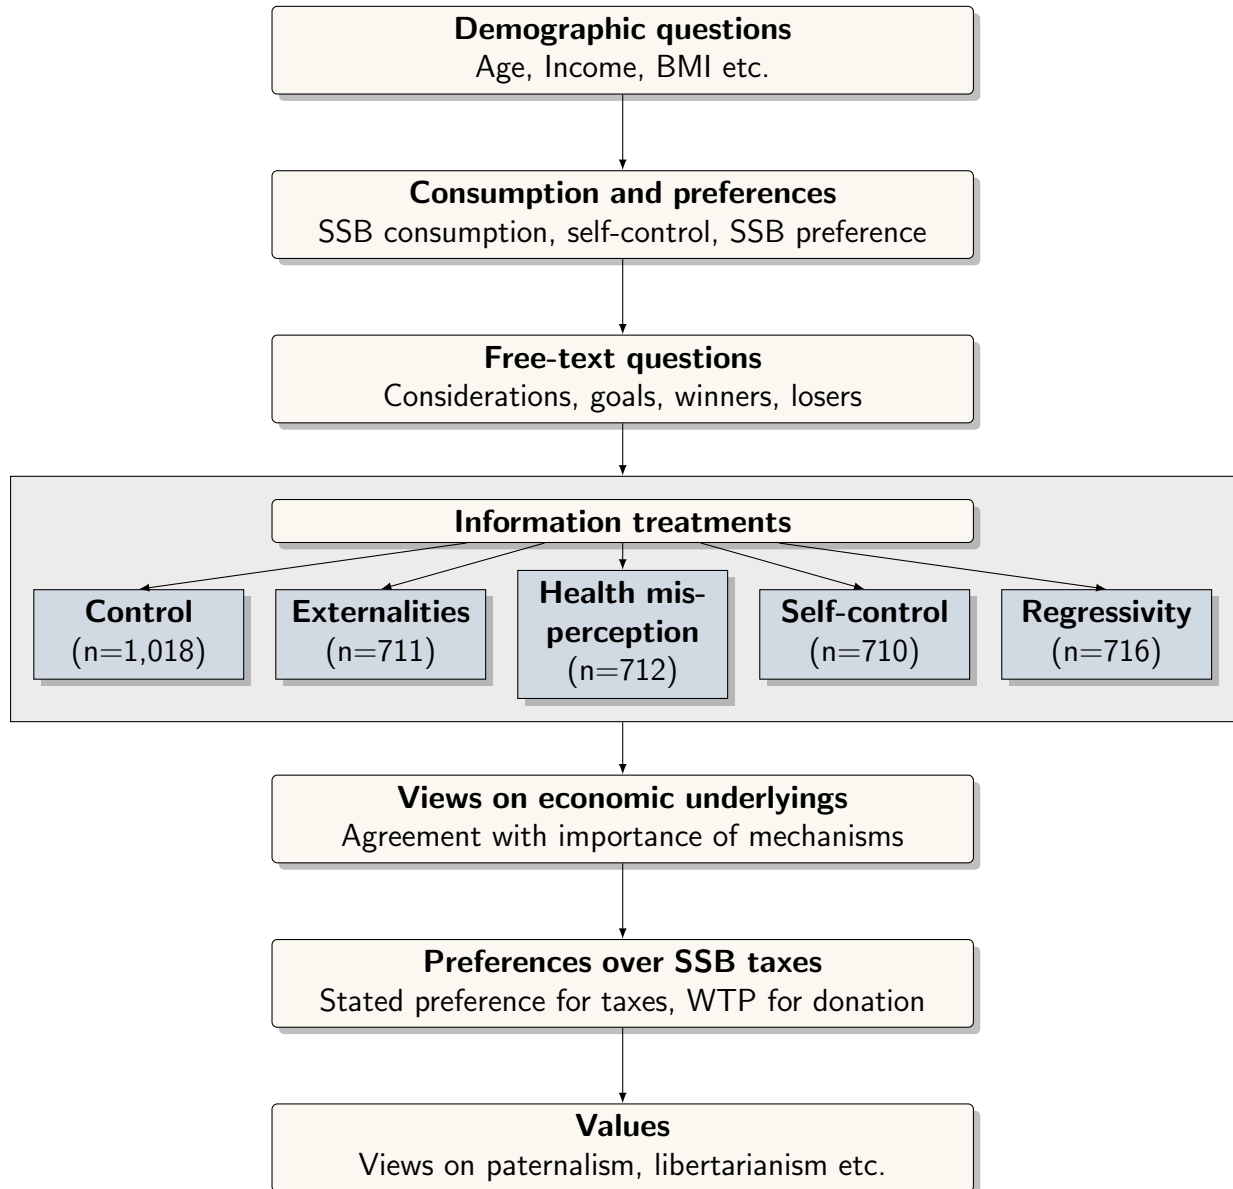 Demographic questions
Age, Income, BMI etc.
Consumption and preferences
SSB consumption, self-control, SSB preference
Free-text questions
Considerations, goals, winners, losers
Information treatments
Control
(n=1,018)
Externalities
(n=711)
Health mis-
perception
(n=712)
Self-control
(n=710)
Regressivity
(n=716)
Views on economic underlyings
Agreement with importance of mechanisms
Preferences over SSB taxes
Stated preference for taxes, WTP for donation
Values
Views on paternalism, libertarianism etc.